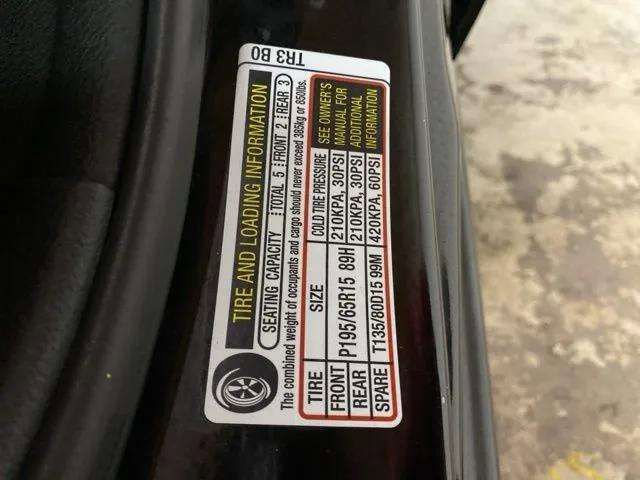 TR3 B0
TIRE AND LOADING INFORMATION
SEATING CAPACITY TOTAL 5 FRONT 2 REAR 3
The combined weight of occupants and cargo should never exceed 385kg or 850lbs.
TIRE SIZE COLD TIRE PRESSURE
FRONT P195/65R15 89H 210KPA, 30PSI
REAR 210KPA, 30PSI
SPARE T135/80D15 99M 420KPA, 60PSI
SEE OWNER'S
MANUAL FOR
ADDITIONAL
INFORMATION